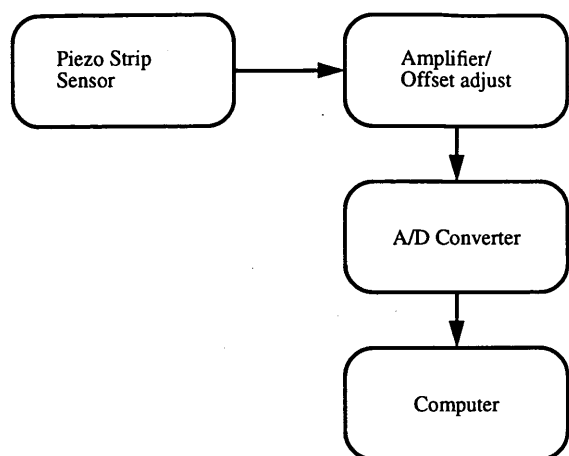 Piezo Strip
Sensor
Amplifier/
Offset adjust
A/D Converter
Computer